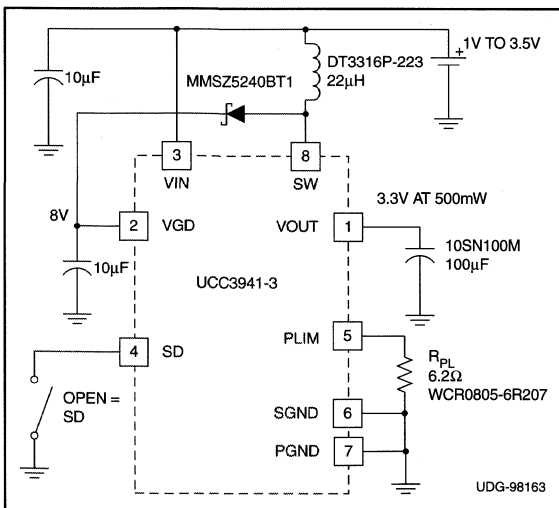 1V TO 3.5V
+
DT3316P-223
22µH
10µF
MMSZ5240BT1
3
8
VIN
SW
3.3V AT 500mW
8V
2
VGD
VOUT
1
10SN100M
100µF
10µF
UCC3941-3
PLIM
5
4
SD
RPL
6.2Ω
WCR0805-6R207
OPEN =
SD
SGND
6
PGND
7
UDG-98163